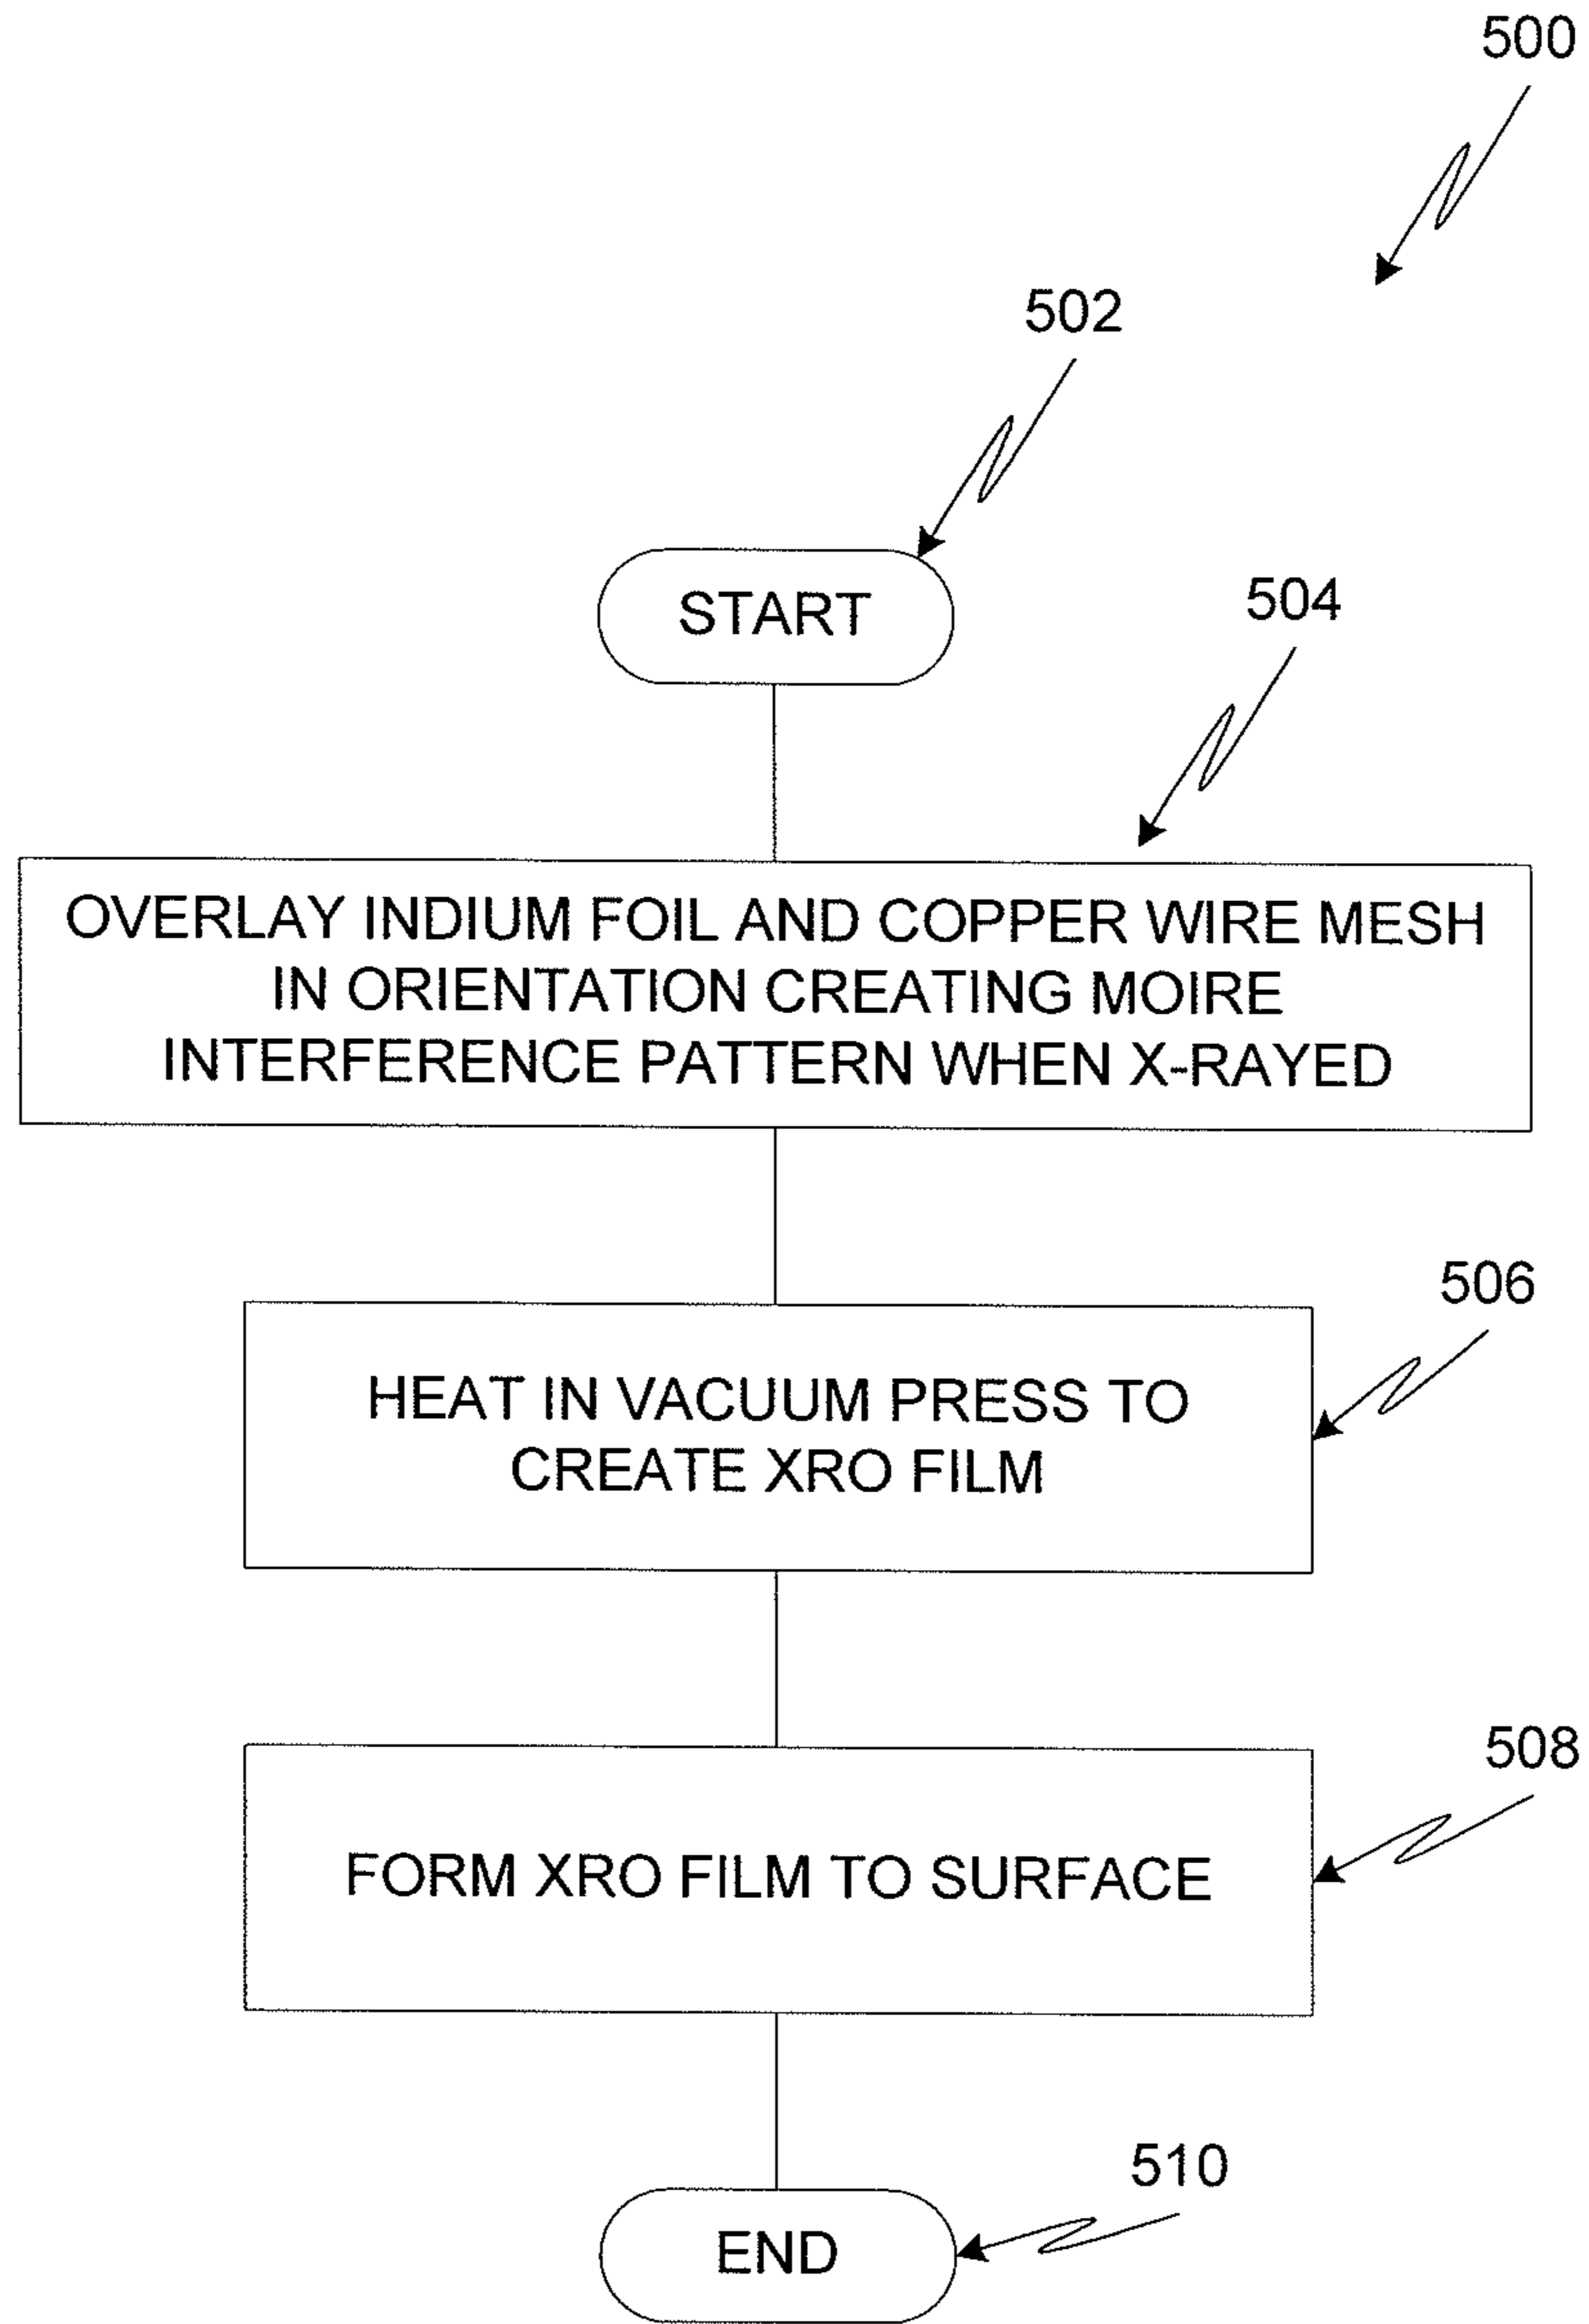 500
502
START
504
OVERLAY INDIUM FOIL AND COPPER WIRE MESH
IN ORIENTATION CREATING MOIRE
INTERFERENCE PATTERN WHEN X-RAYED
506
HEAT IN VACUUM PRESS TO
CREATE XRO FILM
508
FORM XRO FILM TO SURFACE
510
END